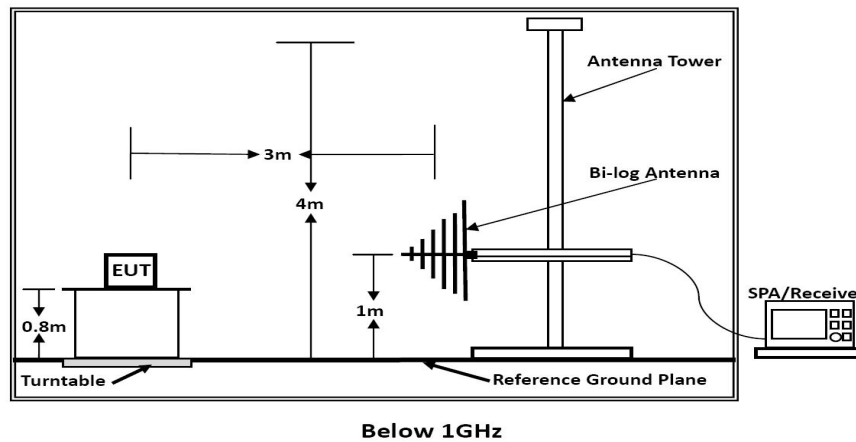 Antenna Tower
3m
Bi-log Antenna
4m
EUT
1m
SPA/Receive
0.8m
Turntable
Reference Ground Plane
Below 1GHz